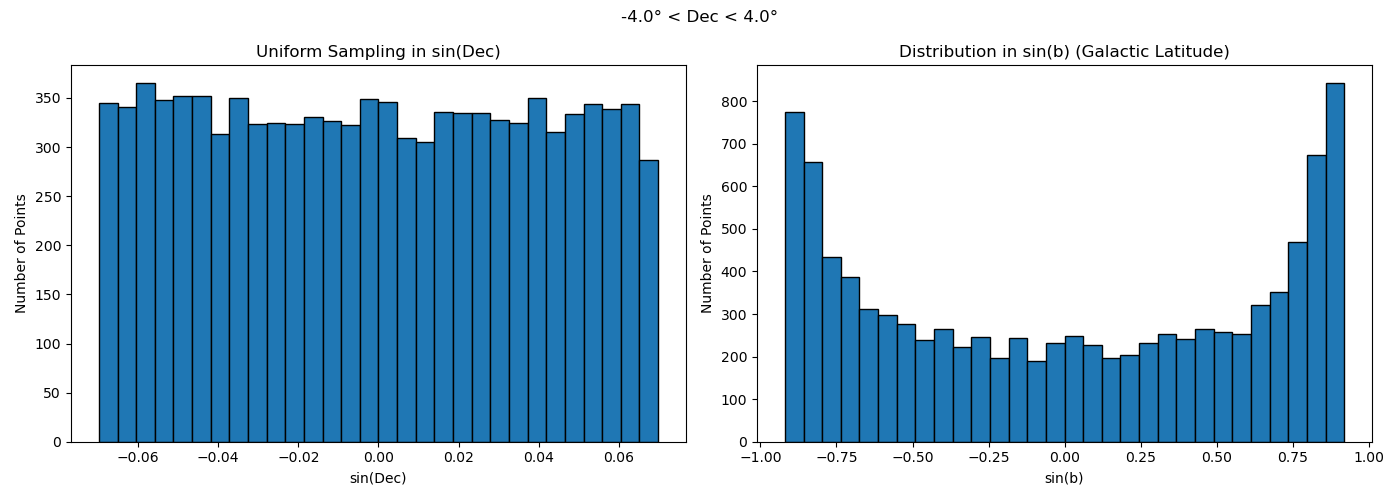 -4.0° < Dec < 4.0°
Uniform Sampling in sin(Dec)
Number of Points
350
300
250
200
150
100
50
0
−0.06 −0.04 −0.02 0.00 0.02 0.04 0.06
sin(Dec)
Distribution in sin(b) (Galactic Latitude)
Number of Points
800
700
600
500
400
300
200
100
0
−1.00 −0.75 −0.50 −0.25 0.00 0.25 0.50 0.75 1.00
sin(b)